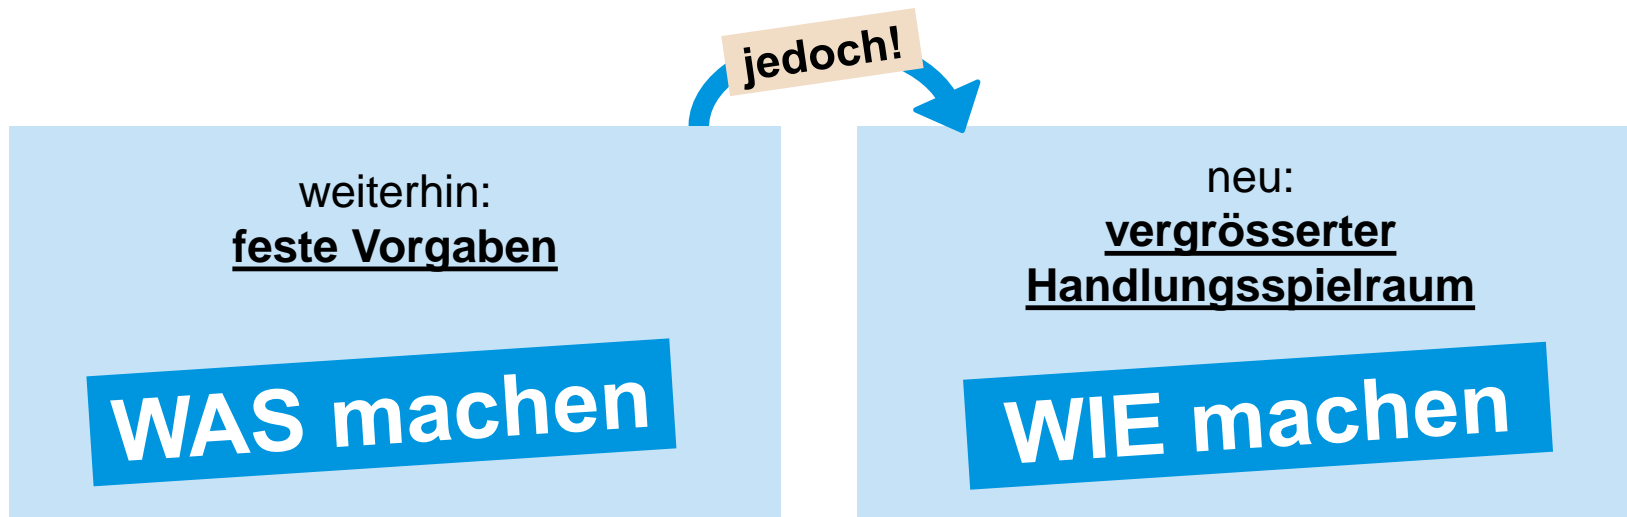 jedoch!
weiterhin:
feste Vorgaben
WAS machen
neu:
vergrösserter
Handlungsspielraum
WIE machen